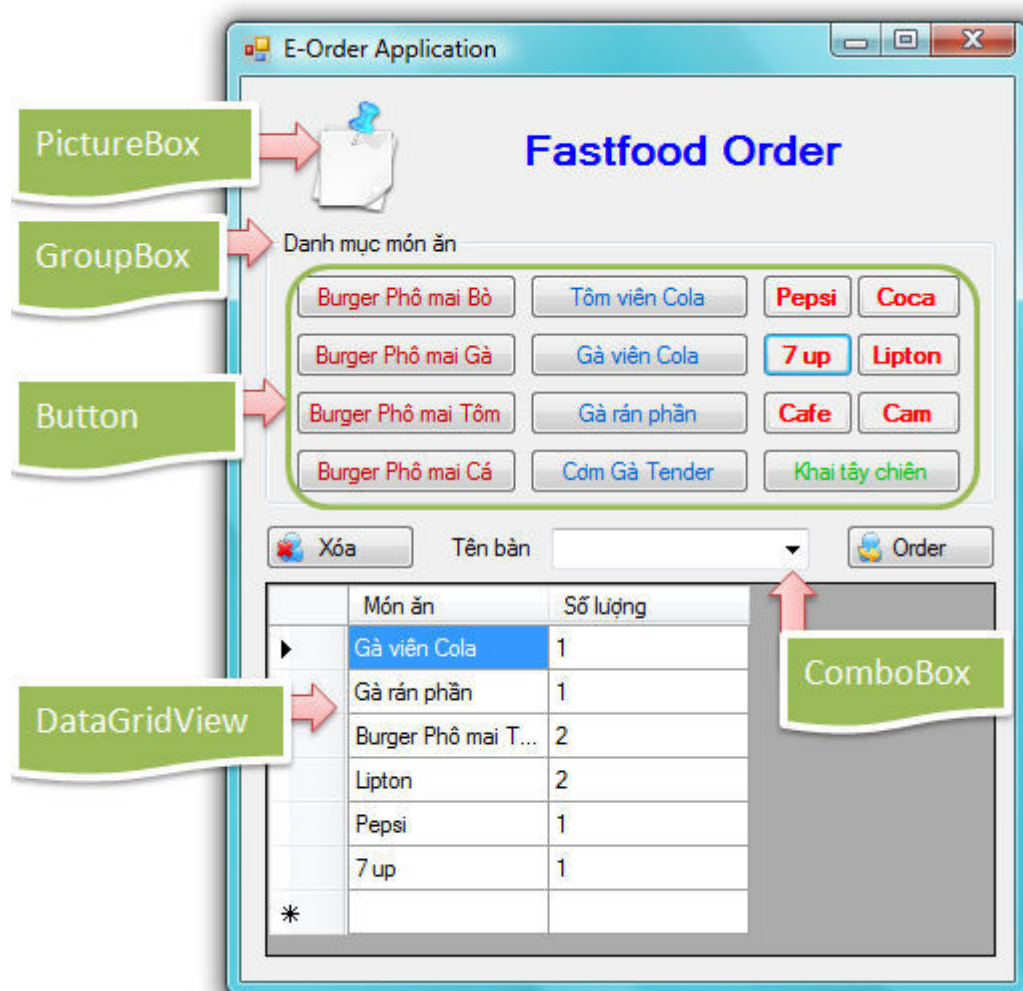 E-Order Application
PictureBox
Fastfood Order
GroupBox
Danh mục món ăn
Burger Phô mai Bò Tôm viên Cola Pepsi Coca
Burger Phô mai Gà Gà viên Cola 7 up Lipton
Button
Burger Phô mai Tôm Gà rán phần Cafe Cam
Burger Phô mai Cá Cơm Gà Tender Khai tây chiên
Xóa Tên bàn Order
Món ăn Số lượng
Gà viên Cola 1
ComboBox
Gà rán phần 1
DataGridView
Burger Phô mai T... 2
Lipton 2
Pepsi 1
7 up 1